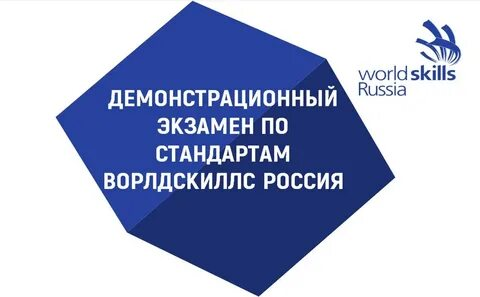 world skills
Russia
ДЕМОНСТРАЦИОННЫЙ
ЭКЗАМЕН ПО
СТАНДАРТАМ
ВОРЛДСКИЛЛС РОССИЯ